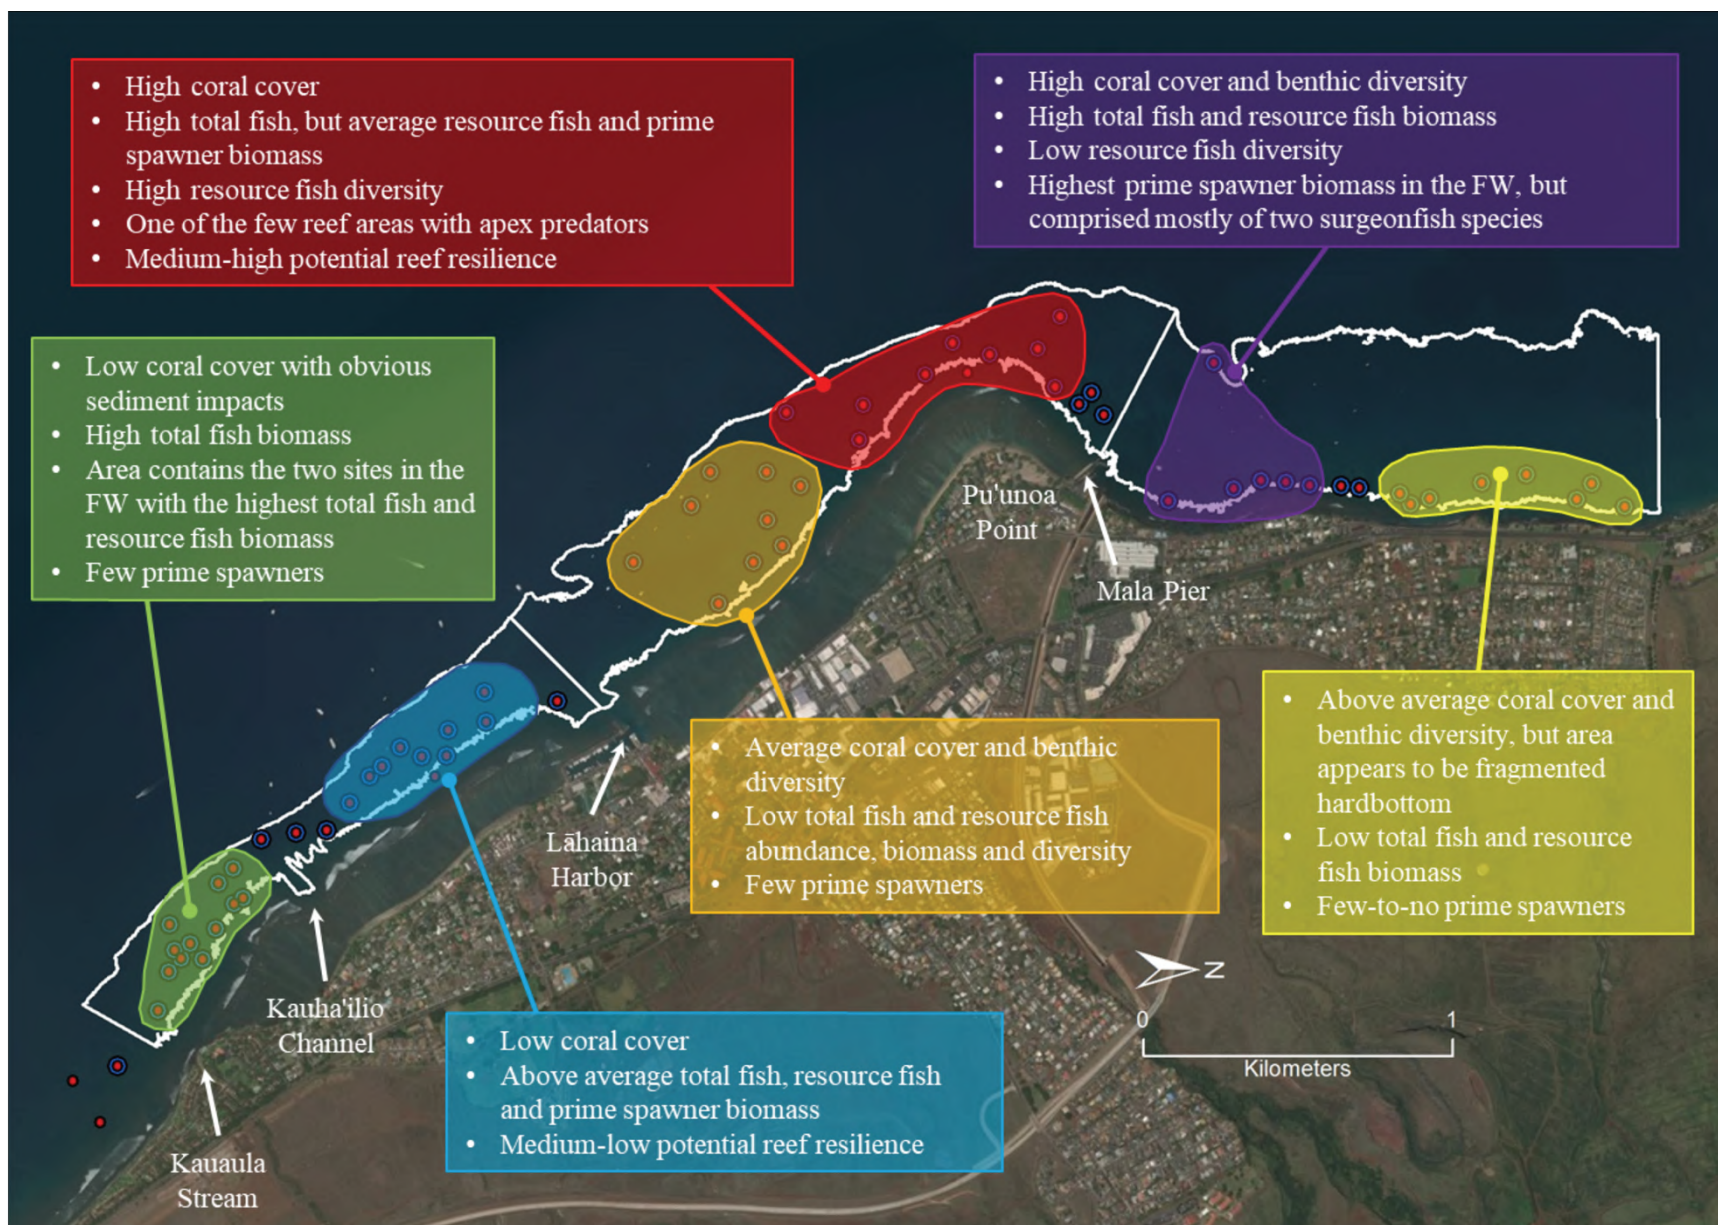 • High coral cover
• High total fish, but average resource fish and prime
spawner biomass
• High resource fish diversity
• One of the few reef areas with apex predators
• Medium-high potential reef resilience
• High coral cover and benthic diversity
• High total fish and resource fish biomass
• Low resource fish diversity
• Highest prime spawner biomass in the FW, but
comprised mostly of two surgeonfish species
• Low coral cover with obvious
sediment impacts
• High total fish biomass
• Area contains the two sites in the
FW with the highest total fish and
resource fish biomass
• Few prime spawners
Pu'unoa
Point
Mala Pier
• Average coral cover and benthic
diversity
• Low total fish and resource fish
abundance, biomass and diversity
• Few prime spawners
• Above average coral cover and
benthic diversity, but area
appears to be fragmented
hardbottom
• Low total fish and resource
fish biomass
• Few-to-no prime spawners
Lāhaina
Harbor
Kauha'ilio
Channel
Kauaula
Stream
• Low coral cover
• Above average total fish, resource fish
and prime spawner biomass
• Medium-low potential reef resilience
N
0 1
Kilometers